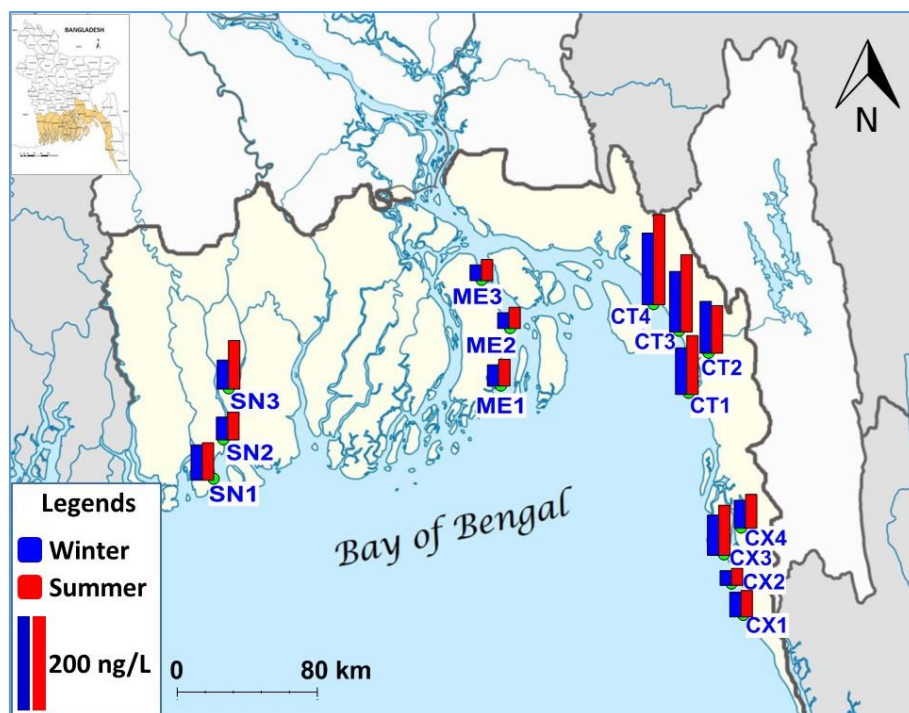 BANGLADESH
N
N
ME3
CT4
CT3
ME2
CT2
SN3
ME1
CT1
SN2
SN1
Legends
Winter
Summer
200 ng/L
Bay of Bengal
CX4
CX3
CX2
CX1
0 80 km